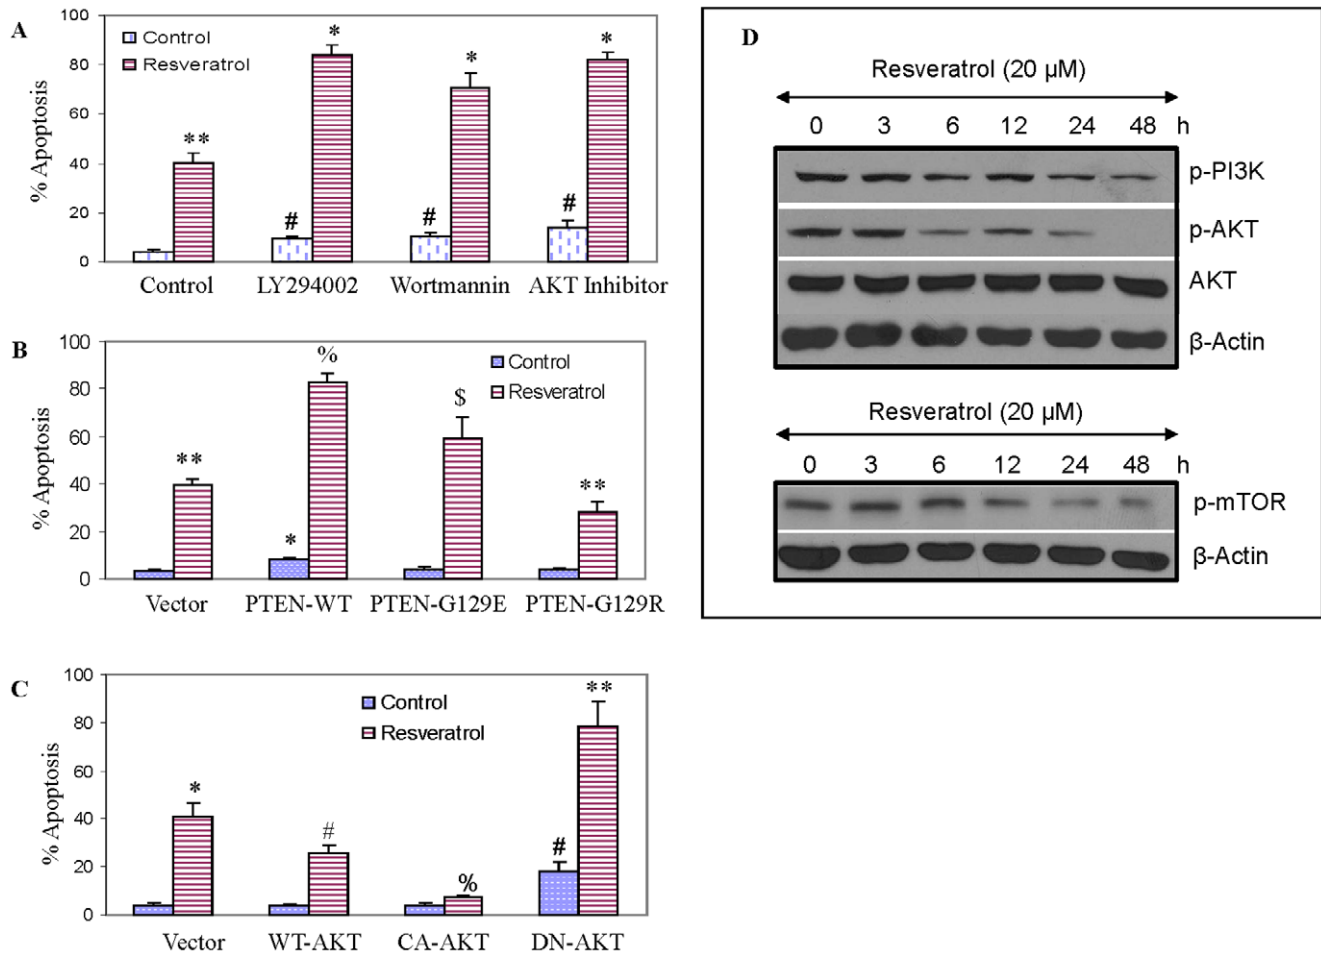 A
100
80
60
40
20
0
% Apoptosis
Control
Resveratrol
**
#
*
#
*
#
*
Control LY294002 Wortmannin AKT Inhibitor
B
100
80
60
40
20
0
% Apoptosis
Control
Resveratrol
**
*
%
$
**
Vector PTEN-WT PTEN-G129E PTEN-G129R
C
100
80
60
40
20
0
% Apoptosis
Control
Resveratrol
*
#
%
#
**
Vector WT-AKT CA-AKT DN-AKT
D
Resveratrol (20 µM)
0 3 6 12 24 48 h
p-PI3K
p-AKT
AKT
β-Actin
Resveratrol (20 µM)
0 3 6 12 24 48 h
p-mTOR
β-Actin